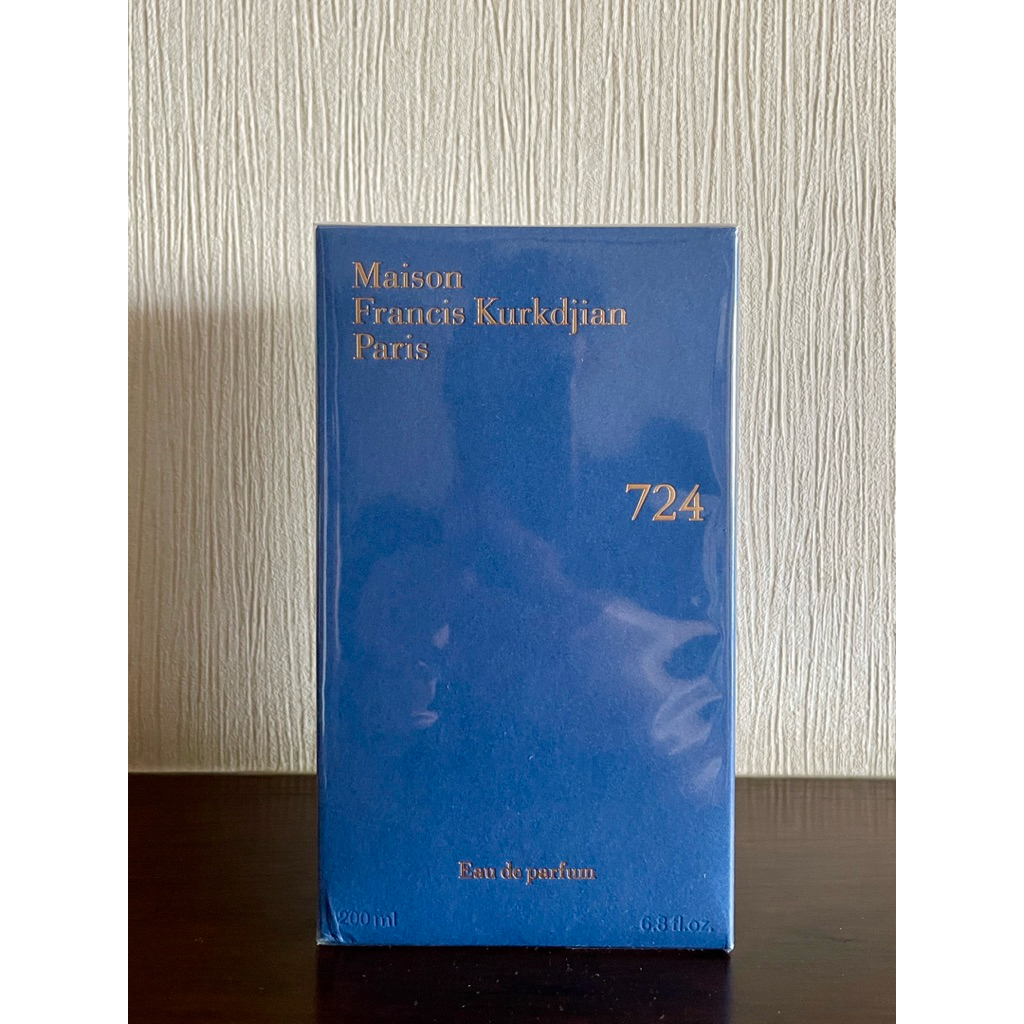 Maison
Francis Kurkdjian
Paris
724
Eau de parfum
200 ml 6.8 fl.oz.